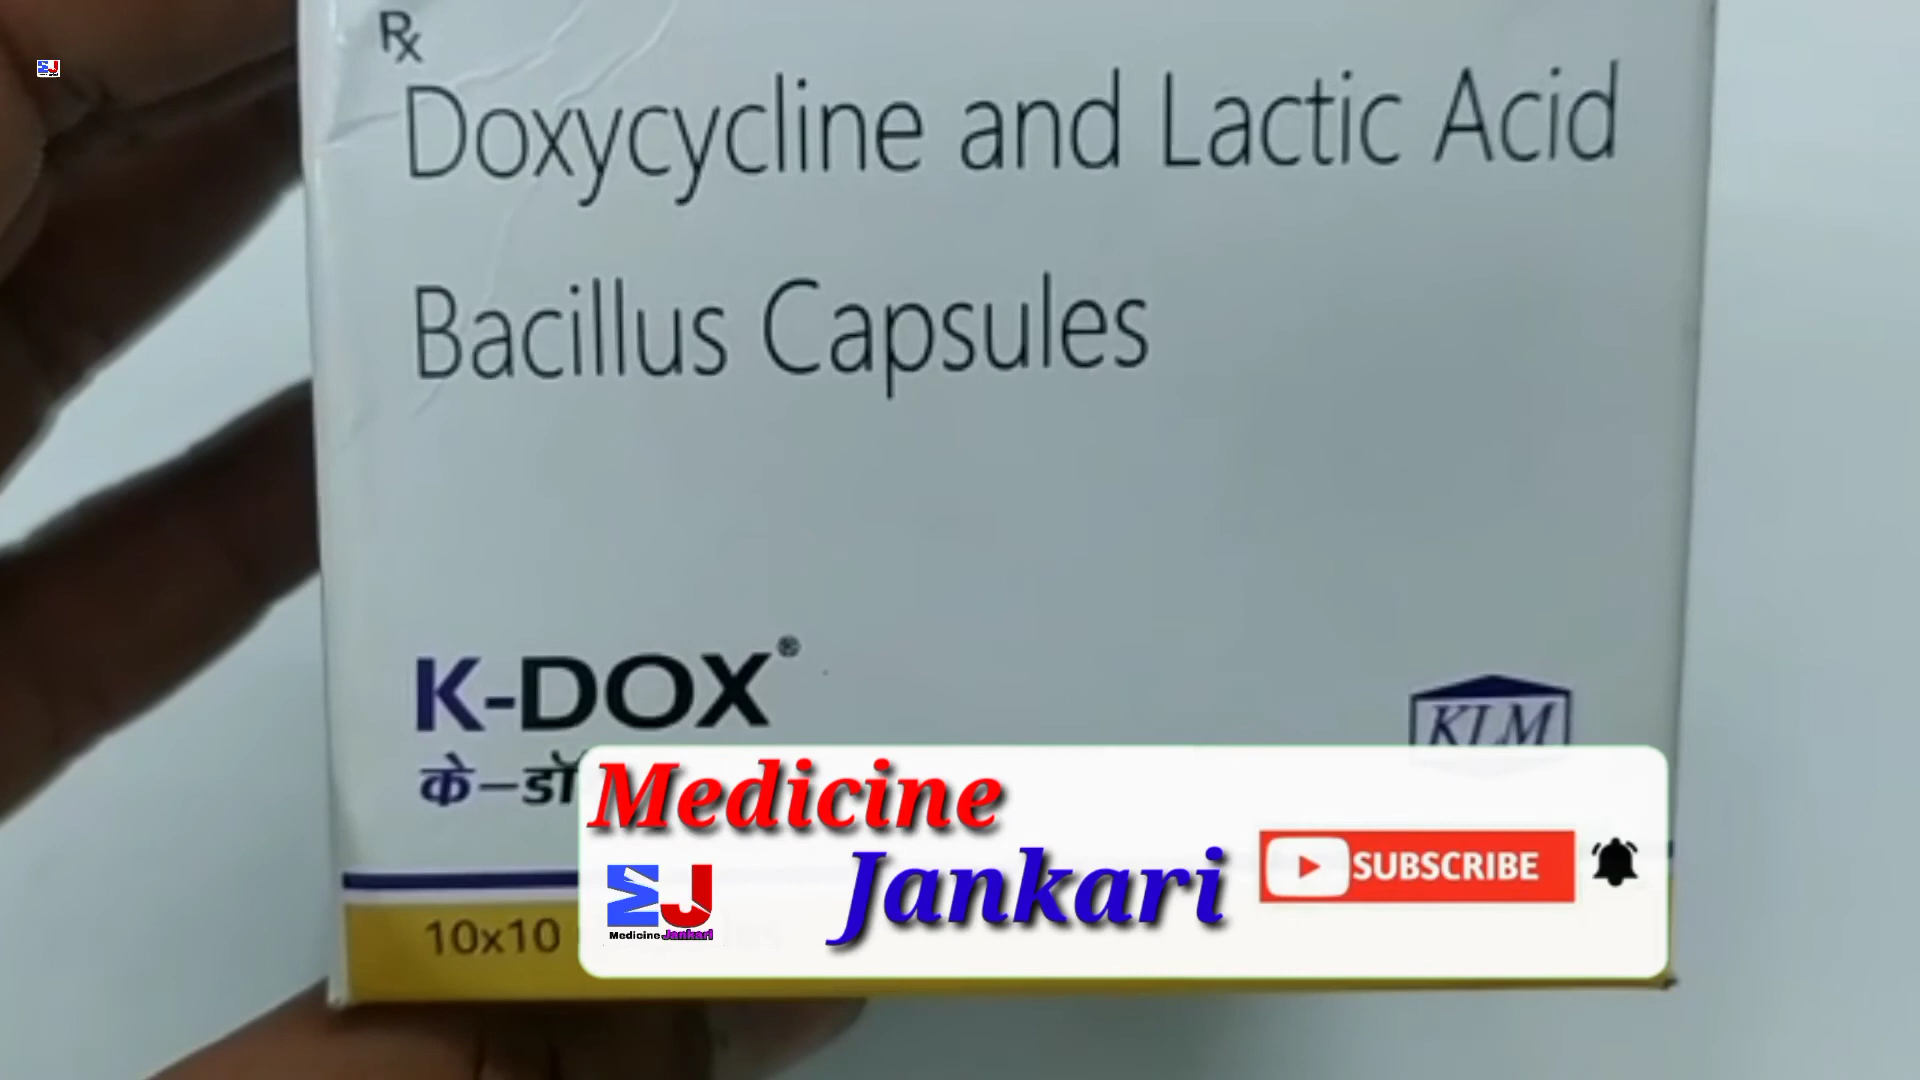 Rx
Doxycycline and Lactic Acid
Bacillus Capsules
K-DOX®
KLM
Medicine
Jankari
MJ
Medicine Jankari
SUBSCRIBE
10x10